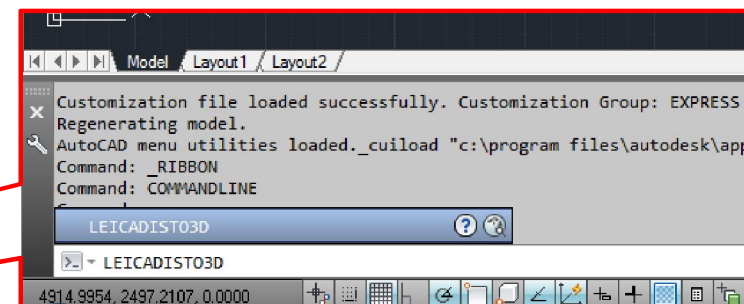 Model Layout1 Layout2
Customization file loaded successfully. Customization Group: EXPRESS
Regenerating model.
AutoCAD menu utilities loaded._cuiload "c:\program files\autodesk\app
Command: _RIBBON
Command: COMMANDLINE
LEICADISTO3D
LEICADISTO3D
4914.9954, 2497.2107, 0.0000